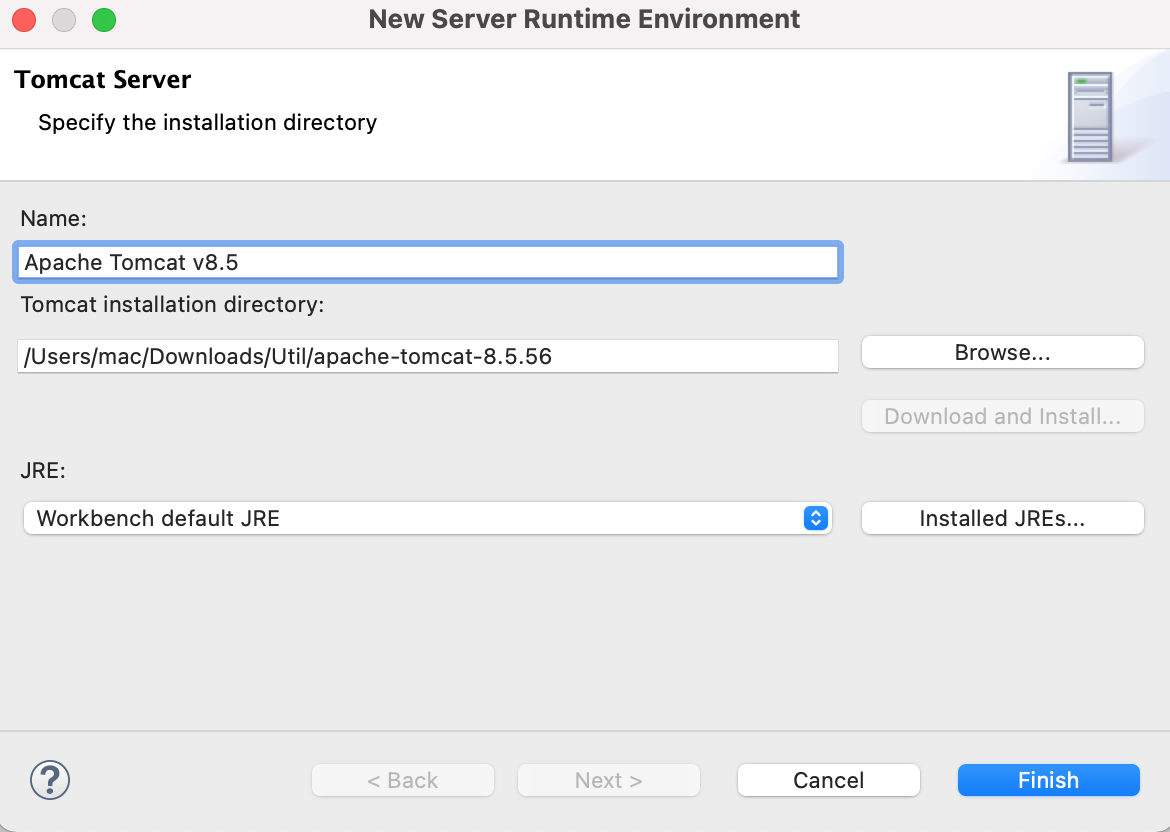 New Server Runtime Environment
Tomcat Server
Specify the installation directory
Name:
Apache Tomcat v8.5
Tomcat installation directory:
/Users/mac/Downloads/Util/apache-tomcat-8.5.56
Browse...
Download and Install...
JRE:
Workbench default JRE
Installed JREs...
?
< Back
Next >
Cancel
Finish